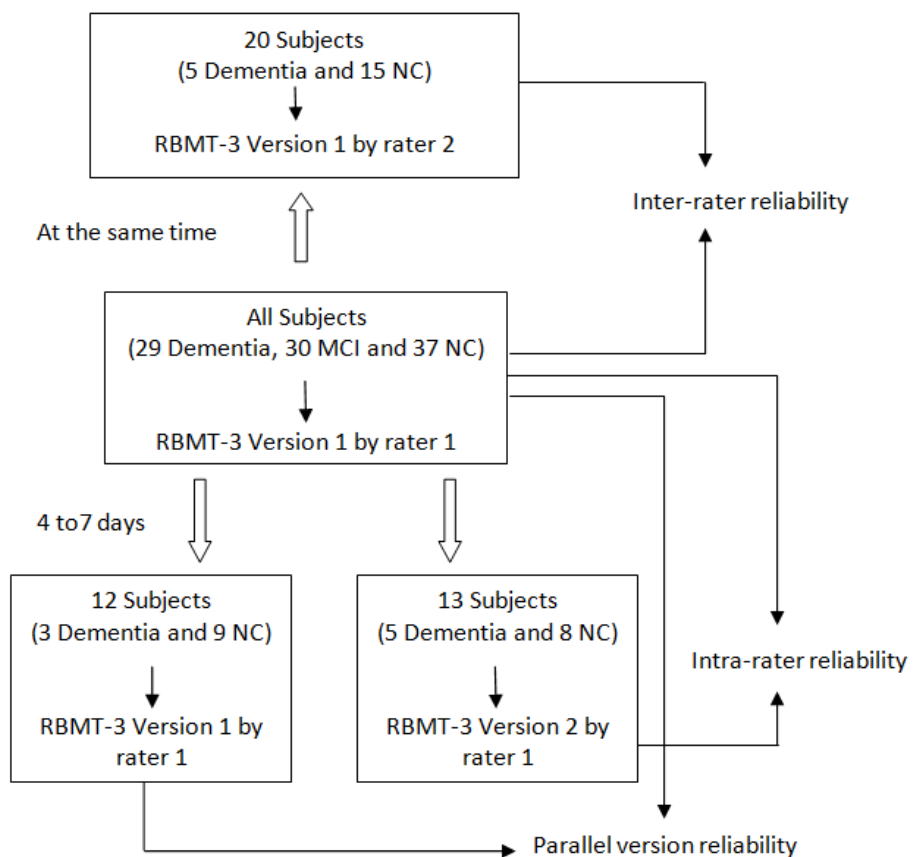 20 Subjects
(5 Dementia and 15 NC)
RBMT-3 Version 1 by rater 2
At the same time
Inter-rater reliability
All Subjects
(29 Dementia, 30 MCI and 37 NC)
RBMT-3 Version 1 by rater 1
4 to7 days
12 Subjects
(3 Dementia and 9 NC)
RBMT-3 Version 1 by
rater 1
13 Subjects
(5 Dementia and 8 NC)
RBMT-3 Version 2 by
rater 1
Intra-rater reliability
Parallel version reliability